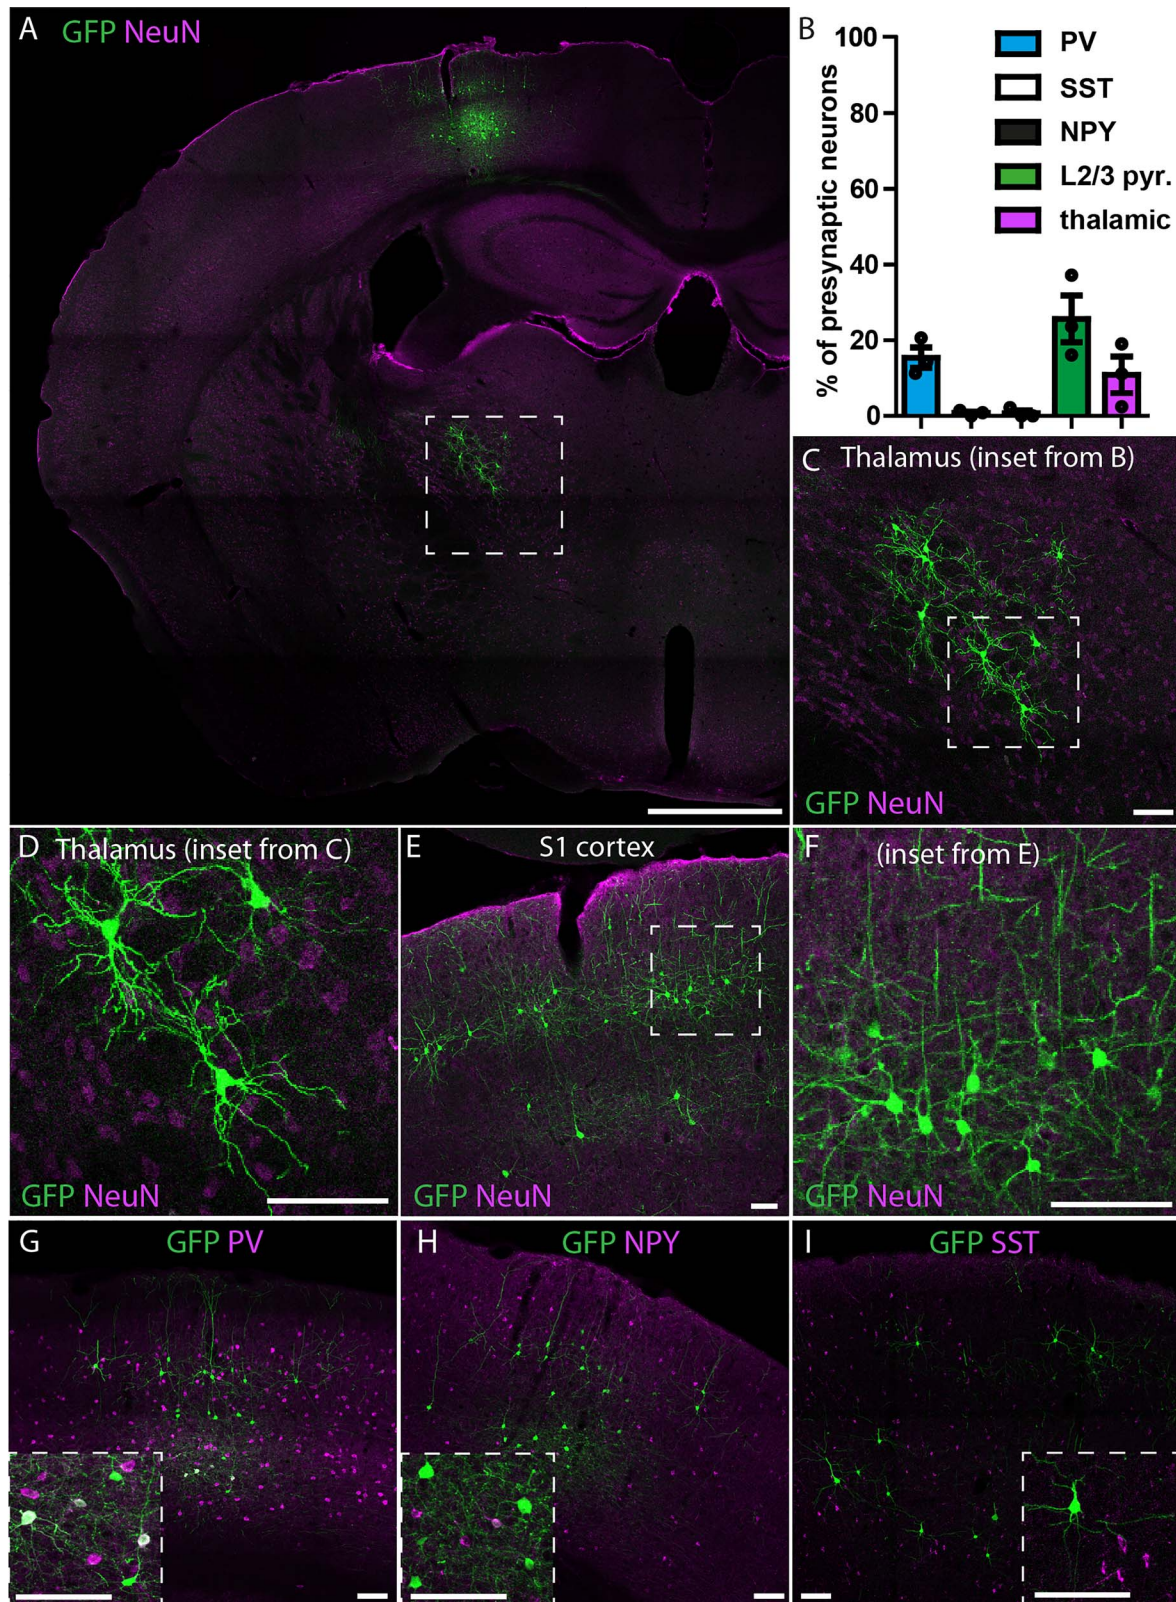 A GFP NeuN
B
100
80
60
40
20
0
% of presynaptic neurons
PV
SST
NPY
L2/3 pyr.
thalamic
C Thalamus (inset from B)
GFP NeuN
D Thalamus (inset from C)
GFP NeuN
E S1 cortex
GFP NeuN
F (inset from E)
GFP NeuN
G GFP PV
H GFP NPY
I GFP SST